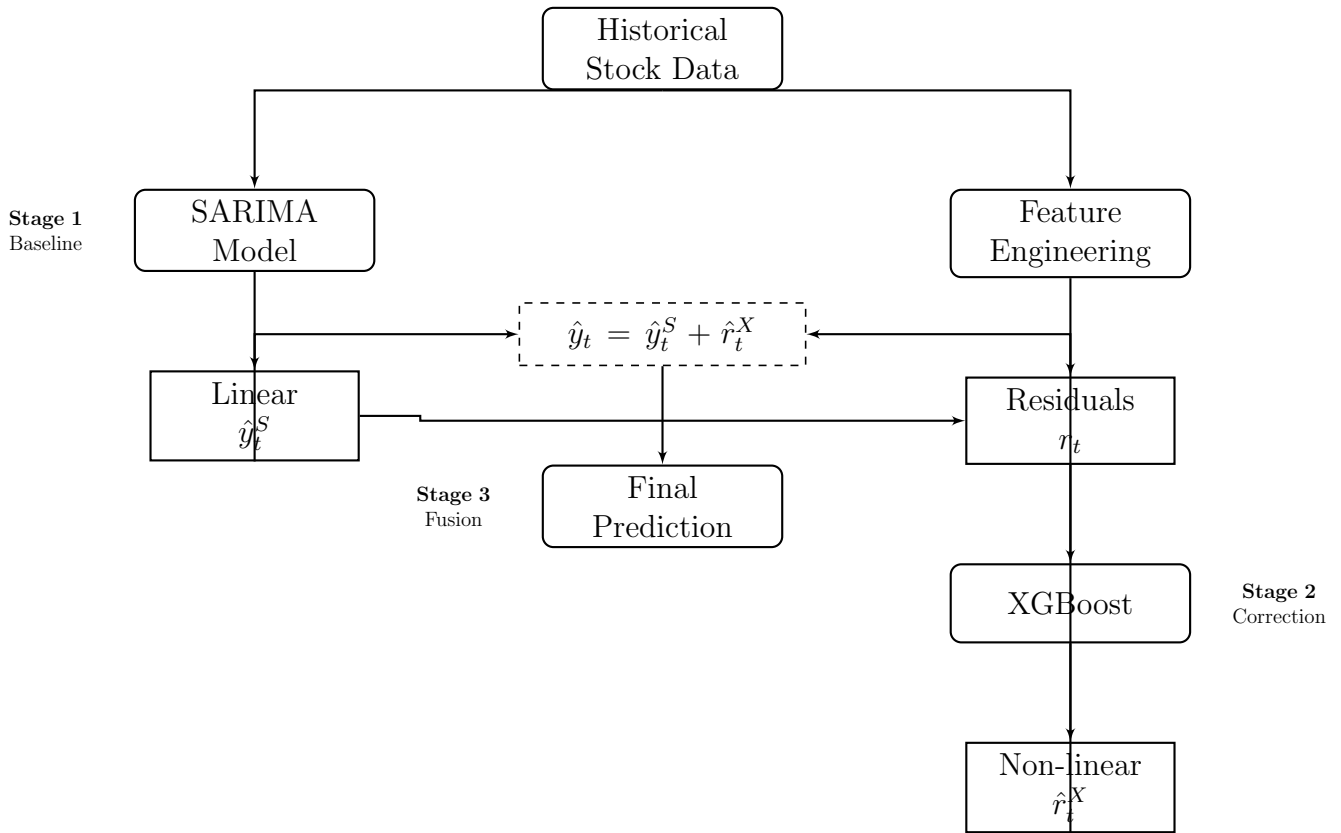 Historical
Stock Data
Stage 1
Baseline
SARIMA
Model
Feature
Engineering
ŷ_t = ŷ_t^S + r̂_t^X
Linear
ŷ_t^S
Residuals
r_t
Stage 3
Fusion
Final
Prediction
XGBoost
Stage 2
Correction
Non-linear
r̂_t^X